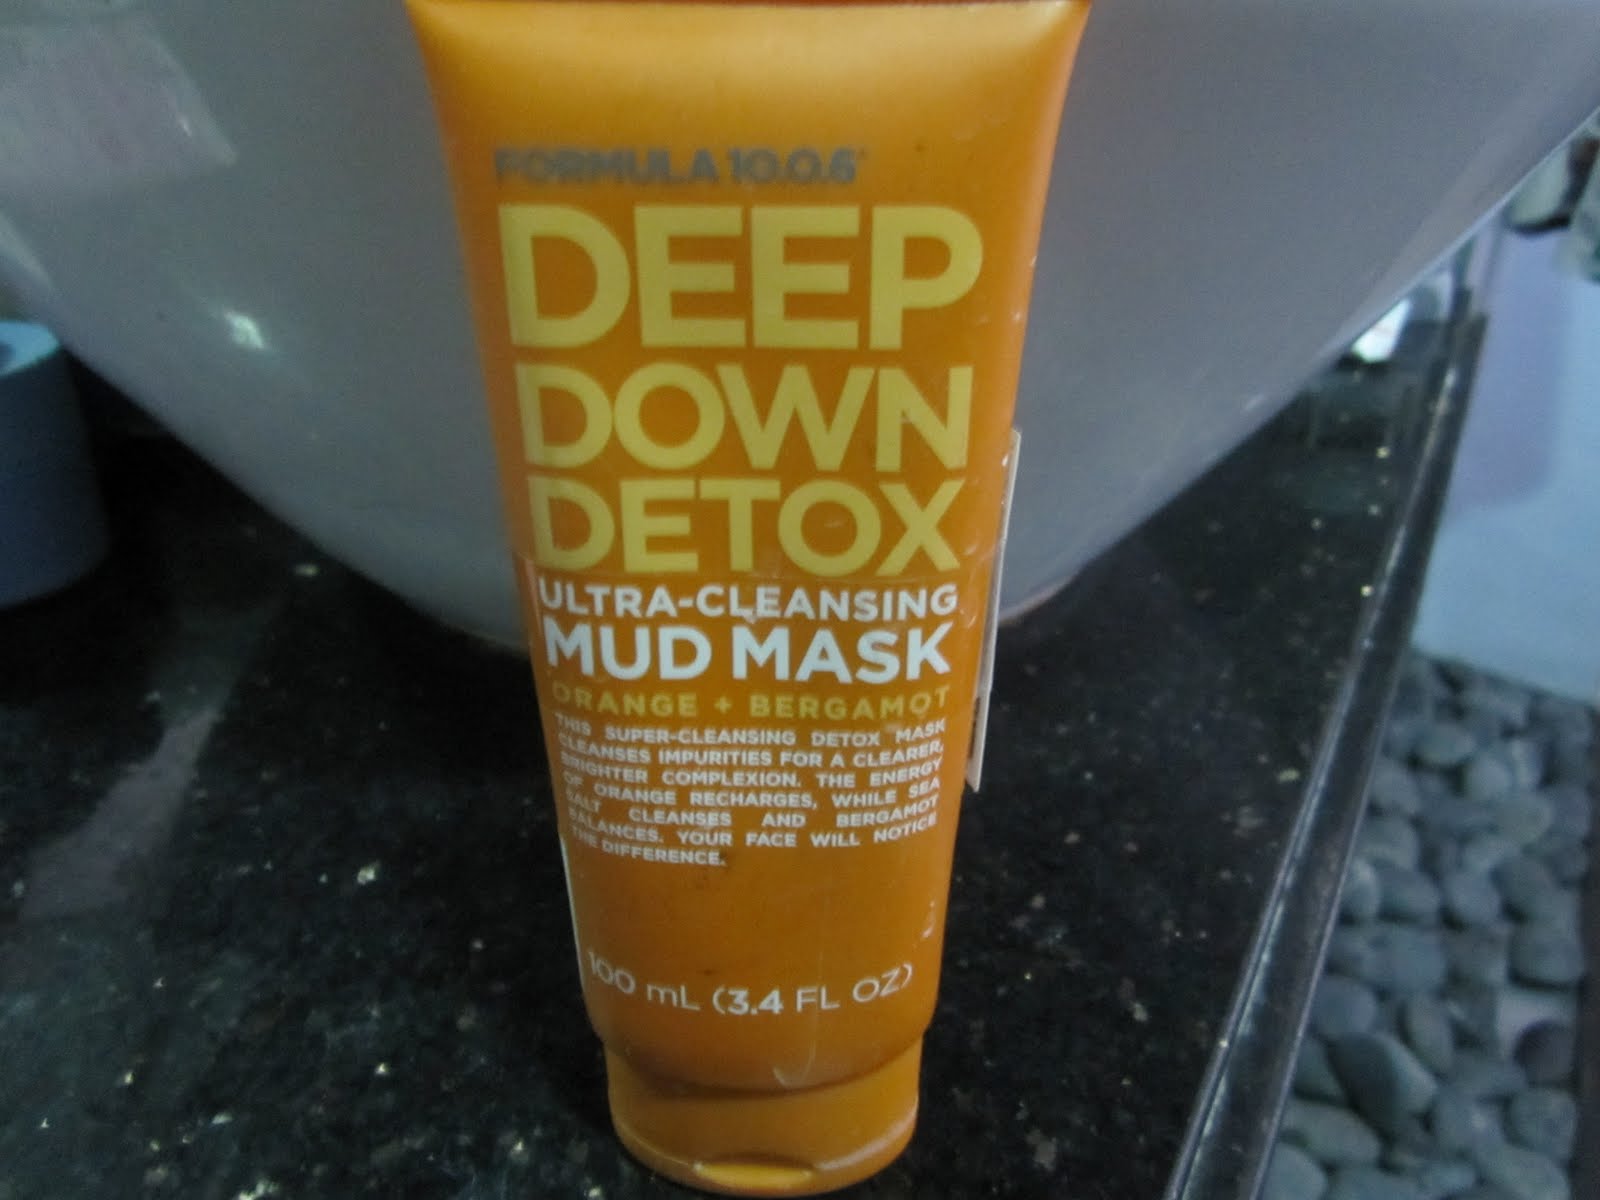 FORMULA 10.0.6
DEEP
DOWN
DETOX
ULTRA-CLEANSING
MUD MASK
ORANGE + BERGAMOT
THIS SUPER-CLEANSING DETOX MASK
CLEANSES IMPURITIES FOR A CLEARER,
BRIGHTER COMPLEXION. THE ENERGY
OF ORANGE RECHARGES, WHILE SEA
SALT CLEANSES AND BERGAMOT
BALANCES. YOUR FACE WILL NOTICE
THE DIFFERENCE.
100 mL (3.4 FL OZ)